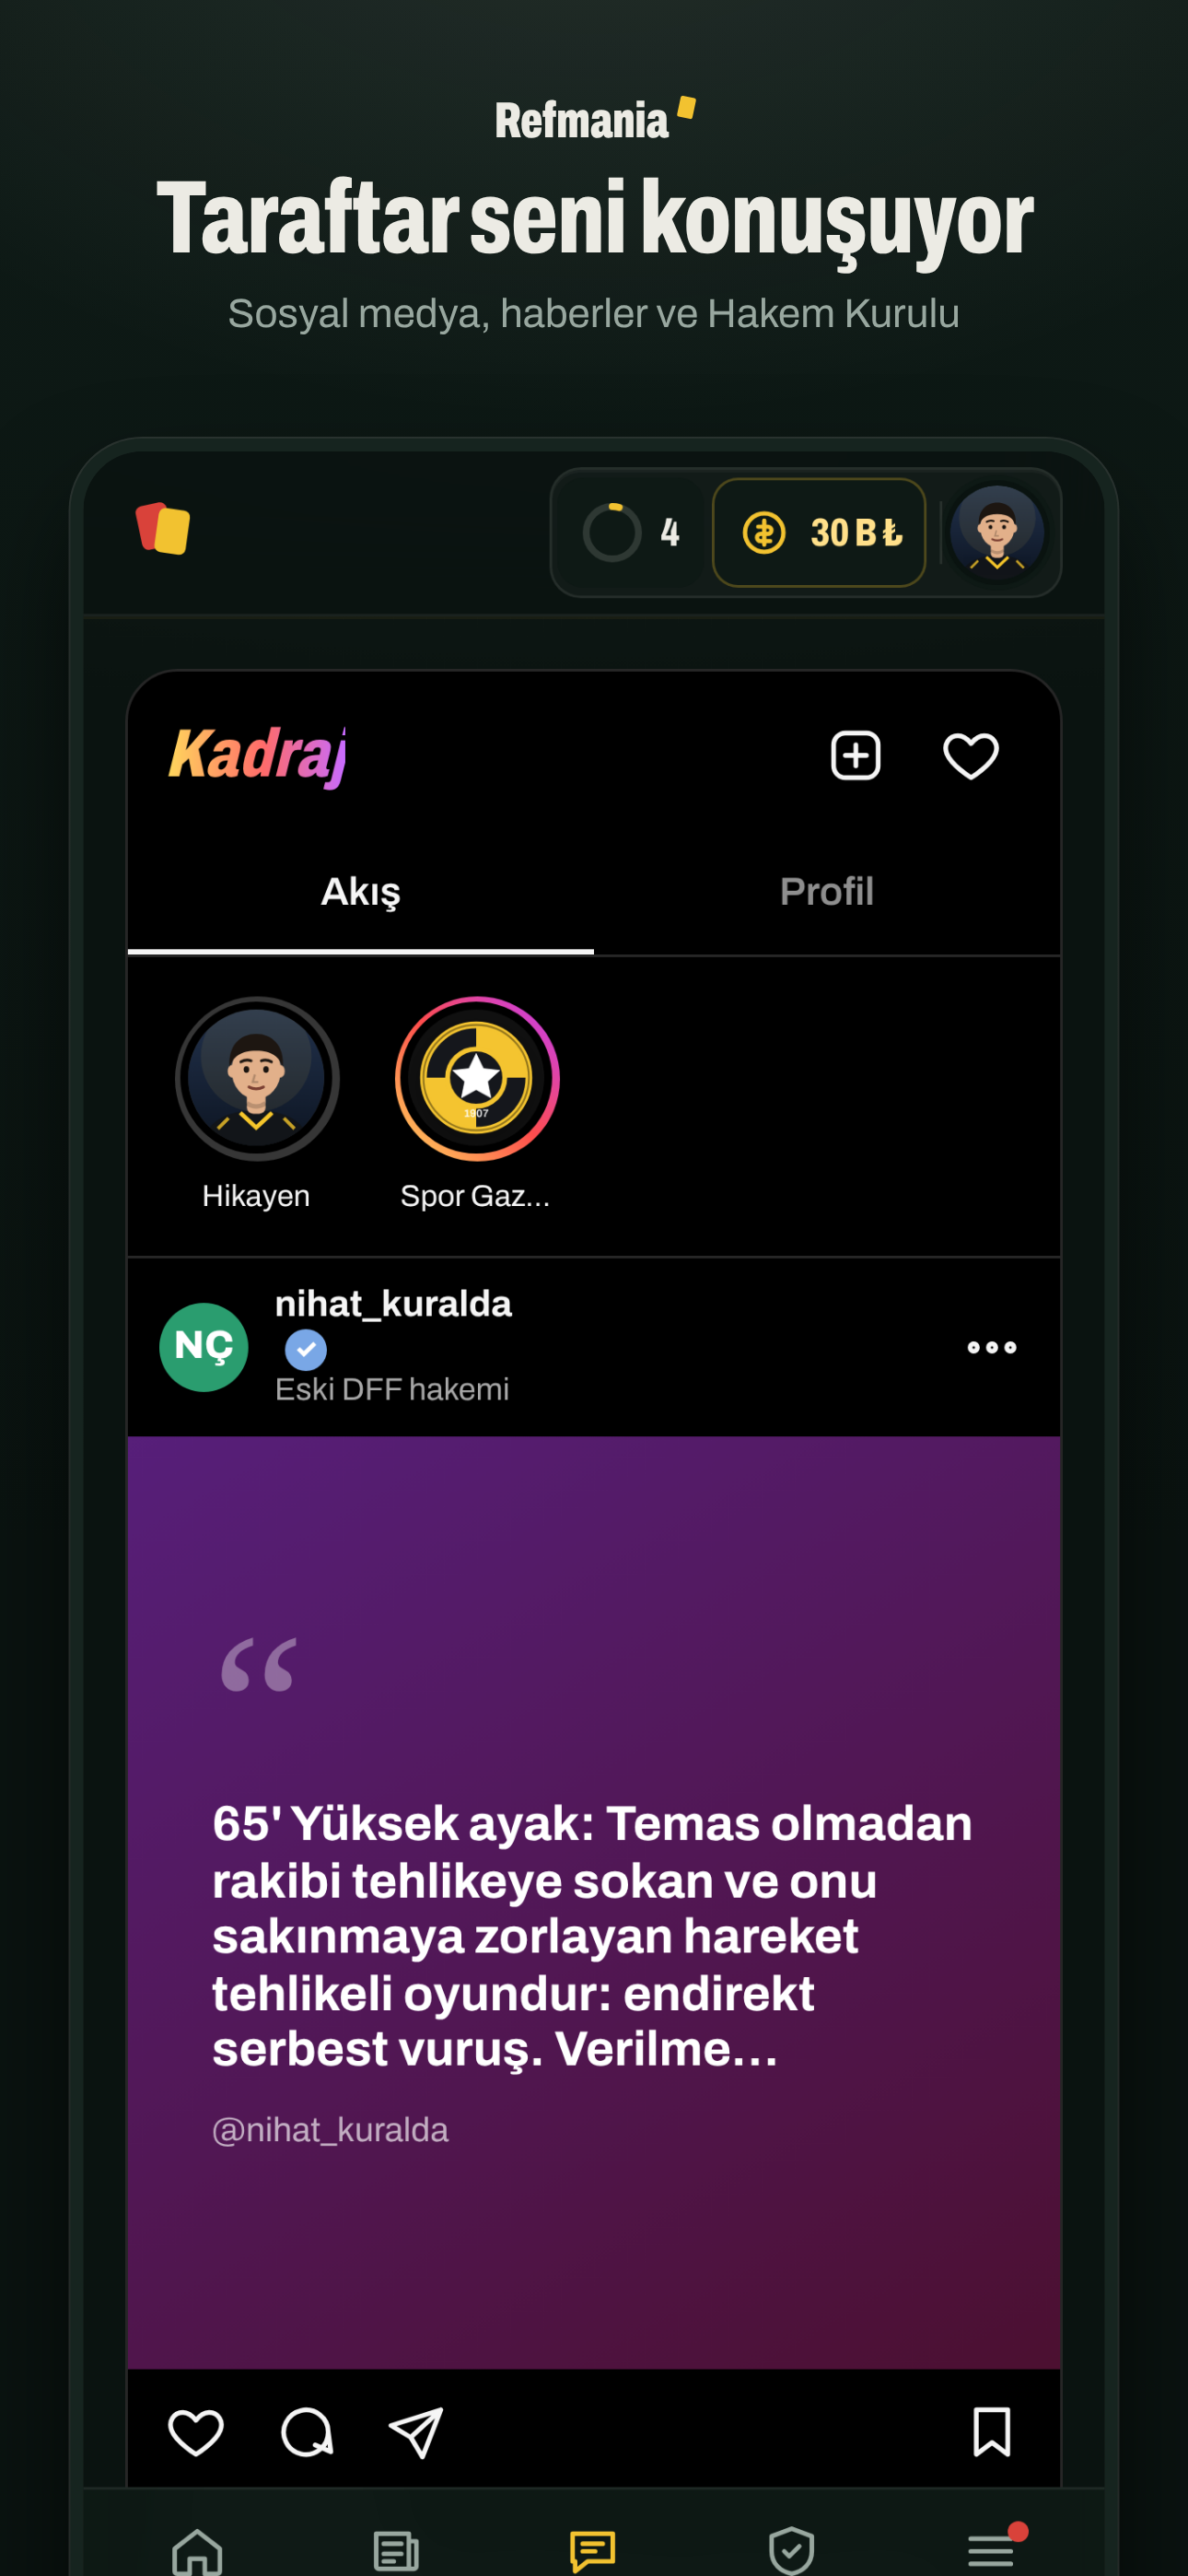 Refmania
Taraftar seni konuşuyor
Sosyal medya, haberler ve Hakem Kurulu
4
30 B ₺
Kadraj
Akış
Profil
1907
Hikayen
Spor Gaz...
NÇ
nihat_kuralda
Eski DFF hakemi
“
65' Yüksek ayak: Temas olmadan
rakibi tehlikeye sokan ve onu
sakınmaya zorlayan hareket
tehlikeli oyundur: endirekt
serbest vuruş. Verilme...
@nihat_kuralda